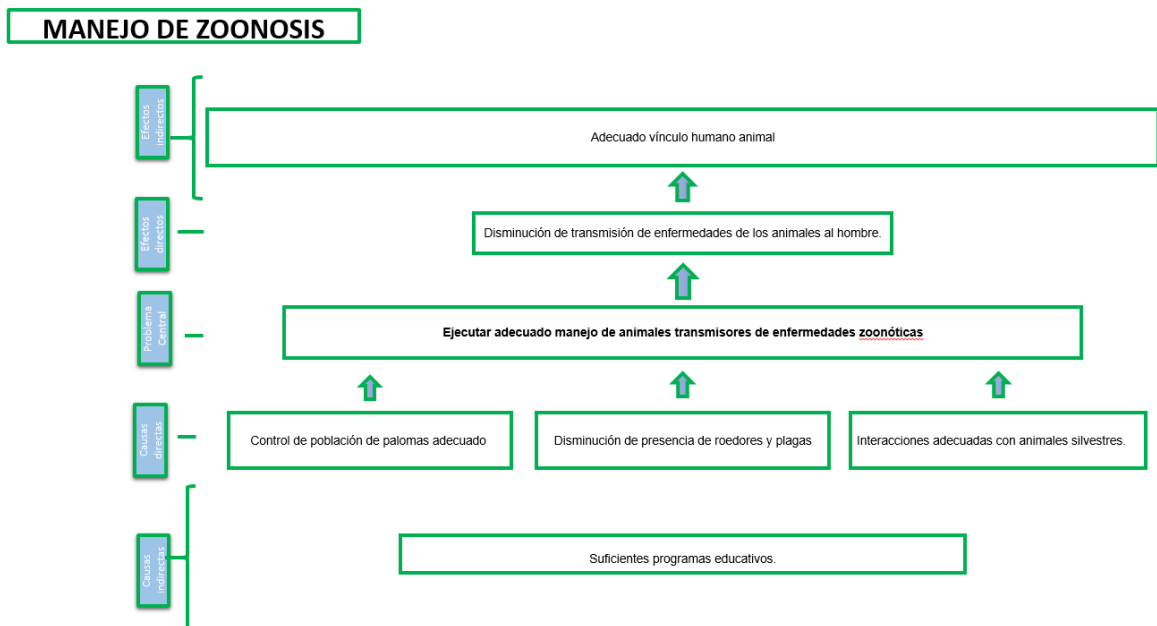 MANEJO DE ZOONOSIS
Efectos
indirectos
Adecuado vínculo humano animal
Efectos
directos
Disminución de transmisión de enfermedades de los animales al hombre.
Problema
Central
Ejecutar adecuado manejo de animales transmisores de enfermedades zoonóticas
Causas
directas
Control de población de palomas adecuado
Disminución de presencia de roedores y plagas
Interacciones adecuadas con animales silvestres.
Causas
indirectas
Suficientes programas educativos.